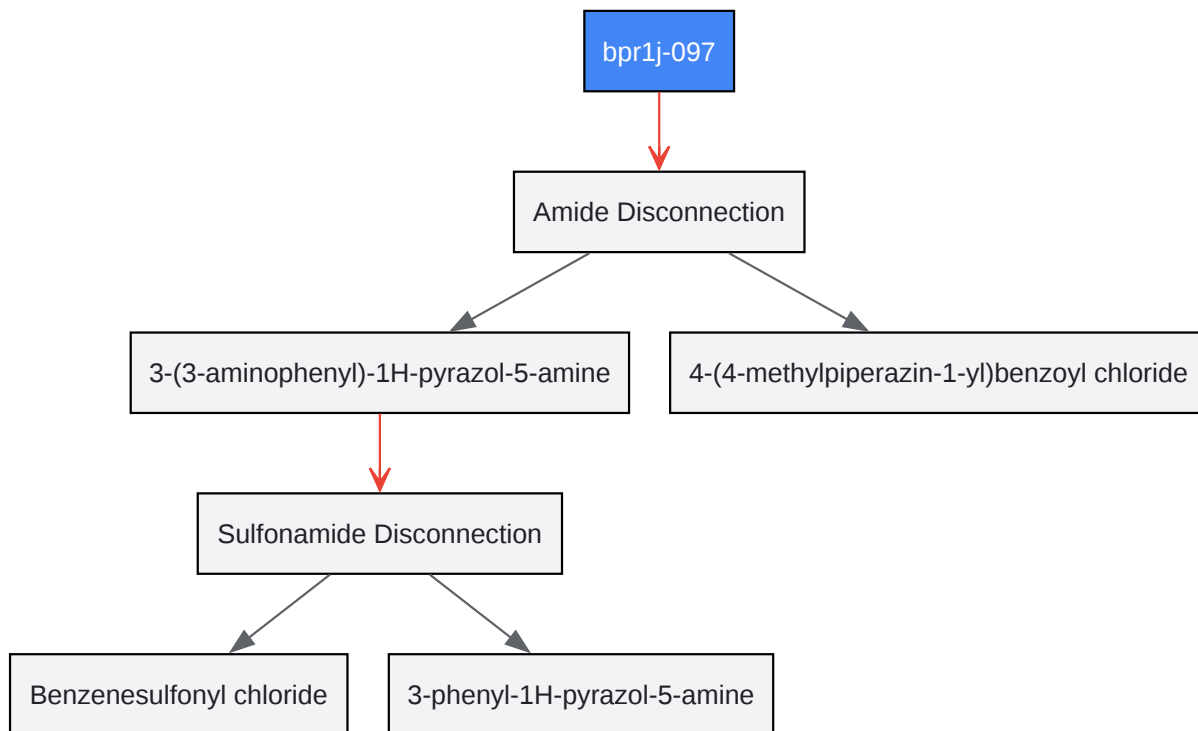 bpr1j-097
Amide Disconnection
3-(3-aminophenyl)-1H-pyrazol-5-amine
4-(4-methylpiperazin-1-yl)benzoyl chloride
Sulfonamide Disconnection
Benzenesulfonyl chloride
3-phenyl-1H-pyrazol-5-amine